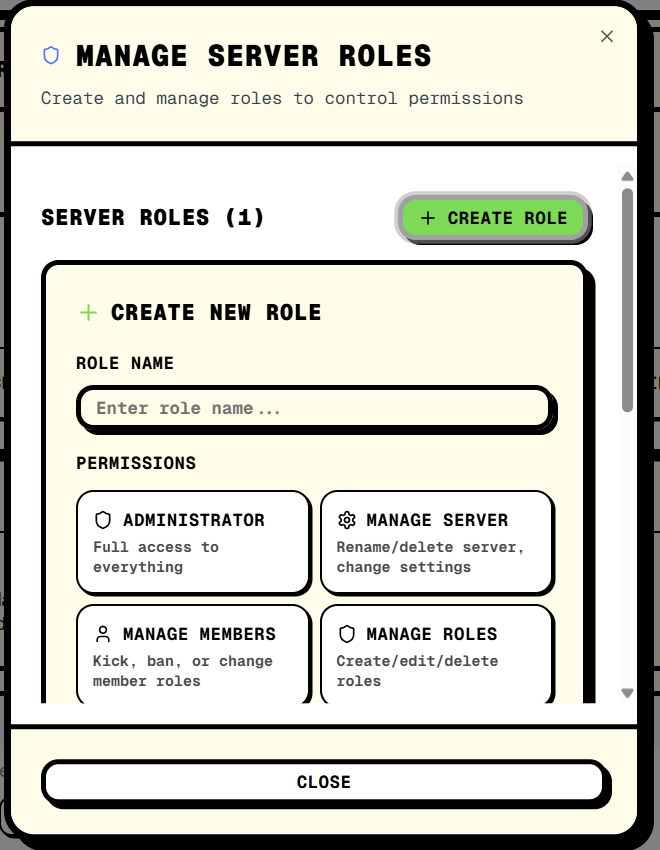 MANAGE SERVER ROLES
Create and manage roles to control permissions
SERVER ROLES (1)
+ CREATE ROLE
+ CREATE NEW ROLE
ROLE NAME
Enter role name...
PERMISSIONS
ADMINISTRATOR
Full access to
everything
MANAGE SERVER
Rename/delete server,
change settings
MANAGE MEMBERS
Kick, ban, or change
member roles
MANAGE ROLES
Create/edit/delete
roles
CLOSE